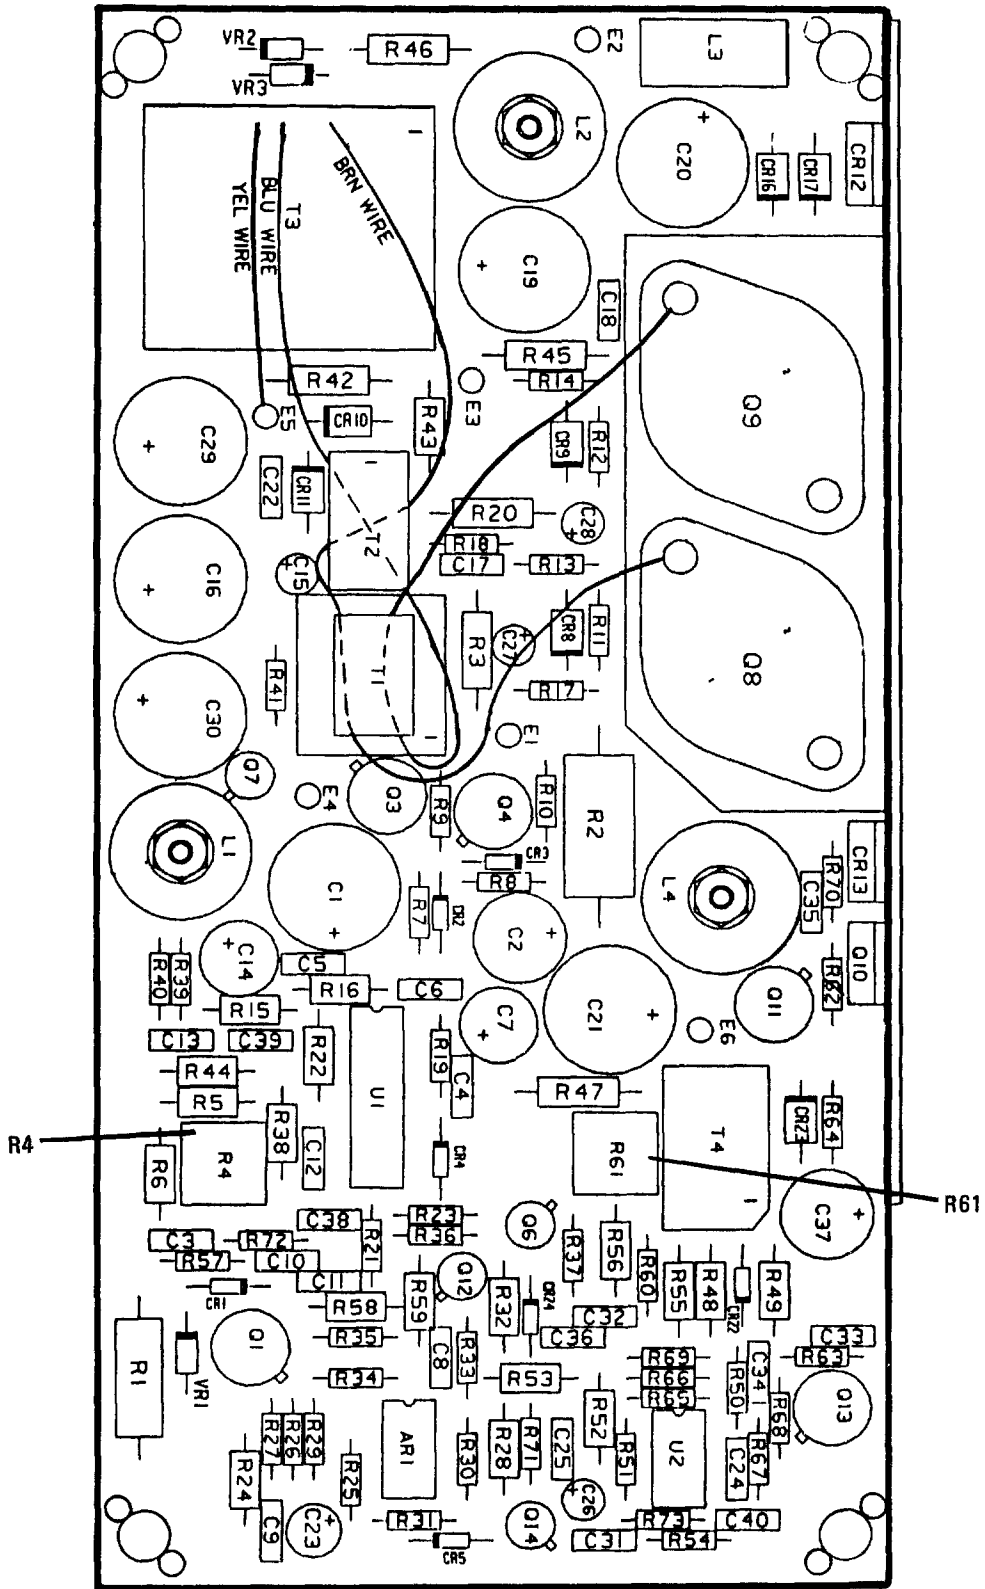 VR2
VR3
R46
E2
L3
L2
C20
CR16
CR17
CR12
T3
BLU WIRE
YEL WIRE
BRN WIRE
C19
C18
R45
R14
R42
E3
E5
CR10
R43
CR9
R12
Q9
C29
C22
CR11
R20
C28
R18
T2
C17
R13
C15
C16
R3
C27
CR8
R11
Q8
T1
R41
R17
C30
E1
Q7
E4
Q3
R9
Q4
R10
R2
L1
CR3
R8
C1
R7
CR2
L4
C35
R70
CR13
C2
C14
C5
R40
R39
R16
C6
C7
C21
Q11
R62
Q10
E6
R15
C13
C39
R22
U1
R19
C4
R44
R5
R47
R4
R4
R38
R6
C12
CR4
R61
T4
CR23
R64
R61
C37
C38
R23
R36
R21
C3
R72
R57
C10
C11
CR1
Q6
R37
R56
R60
Q12
R59
R32
CR24
R55
R48
CR22
R49
R58
C32
C36
R1
VR1
Q1
R35
R34
C8
R33
R53
C33
R63
R69
R66
R65
R50
C34
R68
Q13
R27
R26
R29
AR1
R30
R28
R71
C25
R52
R51
U2
C24
R67
R24
R25
C9
C23
R31
CR5
Q14
C26
C31
R73
R54
C40